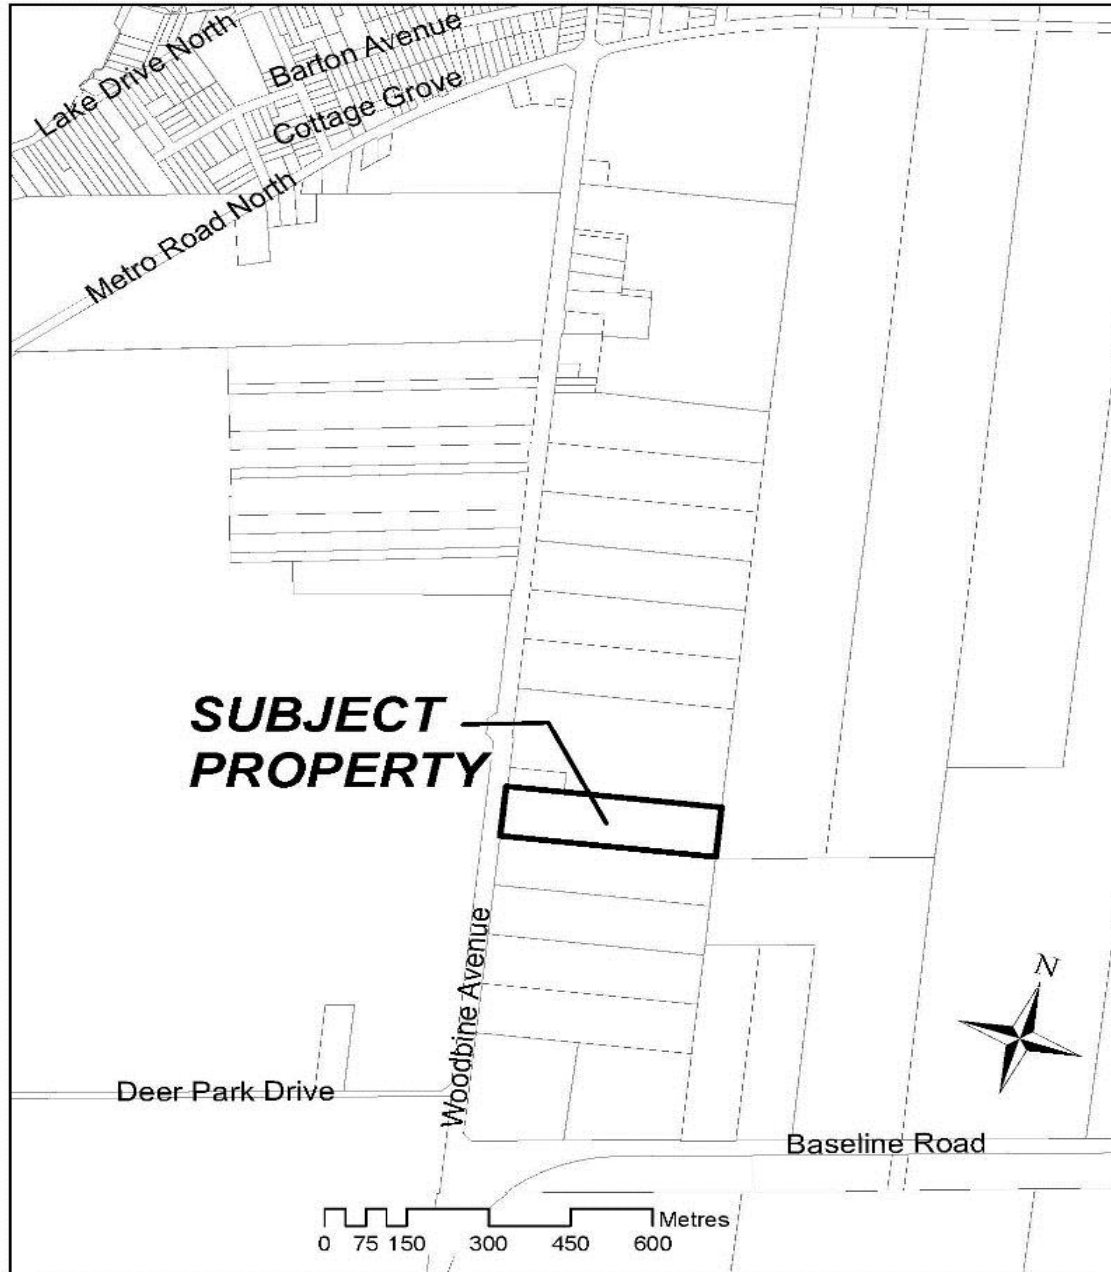 Lake Drive North
Barton Avenue
Cottage Grove
Metro Road North
SUBJECT
PROPERTY
Woodbine Avenue
N
Deer Park Drive
Baseline Road
Metres
0 75 150 300 450 600